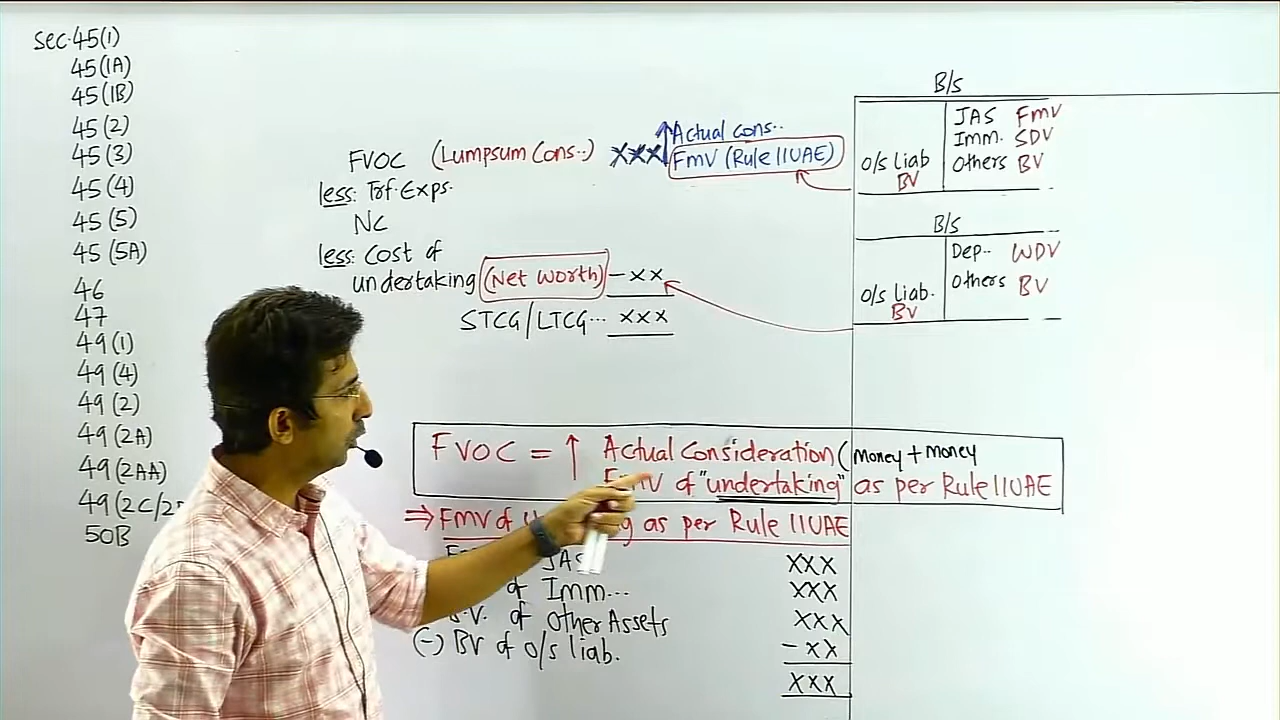 Sec. 45(1)
45(1A)
45(1B)
45(2)
45(3)
45(4)
45(5)
45(5A)
46
47
49(1)
49(4)
49(2)
49(2A)
49(2AA)
49(2C/2
50B
FVOC (Lumpsum Cons..) XXX ↑ Actual Cons..
FMV (Rule 11UAE)
less: Trf. Exps.
NC
less: Cost of
undertaking (Net Worth) - XX
STCG/LTCG... XXX
B/S
JAS FMV
Imm. SDV
O/s Liab Others BV
BV
B/S
Dep.. WDV
O/s Liab. Others BV
BV
FVOC = ↑ Actual Consideration (Money + Money
FMV of "undertaking" as per Rule 11UAE
⇒ FMV of as per Rule 11UAE
JAS XXX
of Imm... XXX
of Other Assets XXX
(-) BV of O/s liab. - XX
XXX